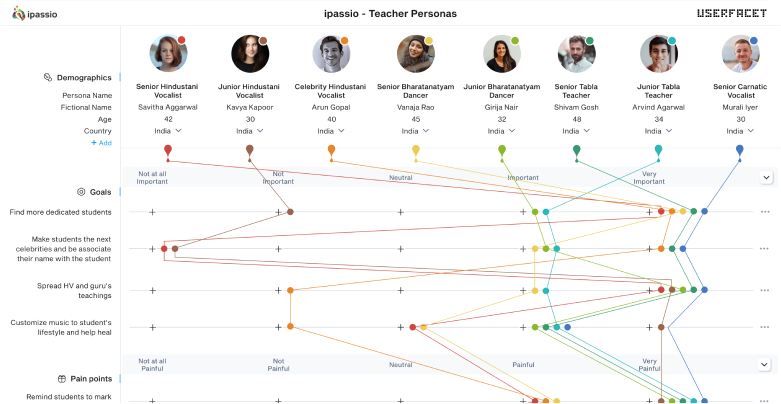 ipassio
ipassio - Teacher Personas
USERFACET
Demographics
Persona Name
Fictional Name
Age
Country
+ Add
Senior Hindustani
Vocalist
Savitha Aggarwal
42
India
Junior Hindustani
Vocalist
Kavya Kapoor
30
India
Celebrity Hindustani
Vocalist
Arun Gopal
40
India
Senior Bharatanatyam
Dancer
Vanaja Rao
45
India
Junior Bharatanatyam
Dancer
Girija Nair
32
India
Senior Tabla
Teacher
Shivam Gosh
48
India
Junior Tabla
Teacher
Arvind Agarwal
34
India
Senior Carnatic
Vocalist
Murali Iyer
30
India
Not at all
Important
Not
Important
Neutral
Important
Very
Important
Goals
Find more dedicated students
Make students the next
celebrities and be associate
their name with the student
Spread HV and guru's
teachings
Customize music to student's
lifestyle and help heal
Not at all
Painful
Not
Painful
Neutral
Painful
Very
Painful
Pain points
Remind students to mark